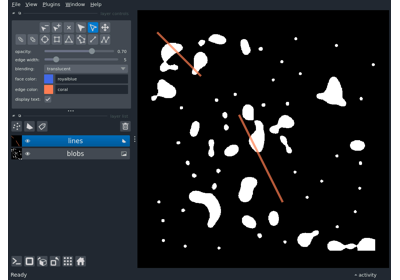 File View Plugins Window Help
opacity: 0.70
edge width:
blending: translucent
face color: royalblue
edge color: coral
display text:
lines
blobs
Ready
activity